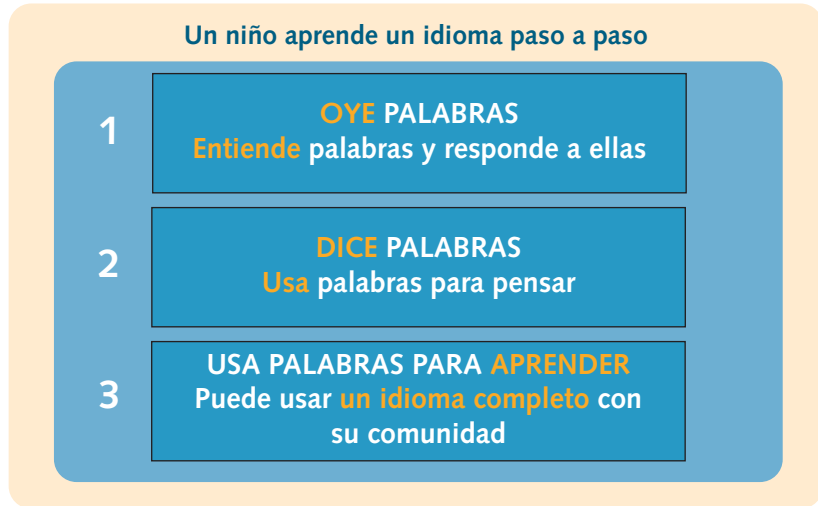 Un niño aprende un idioma paso a paso
1
OYE PALABRAS
Entiende palabras y responde a ellas
2
DICE PALABRAS
Usa palabras para pensar
3
USA PALABRAS PARA APRENDER
Puede usar un idioma completo con
su comunidad